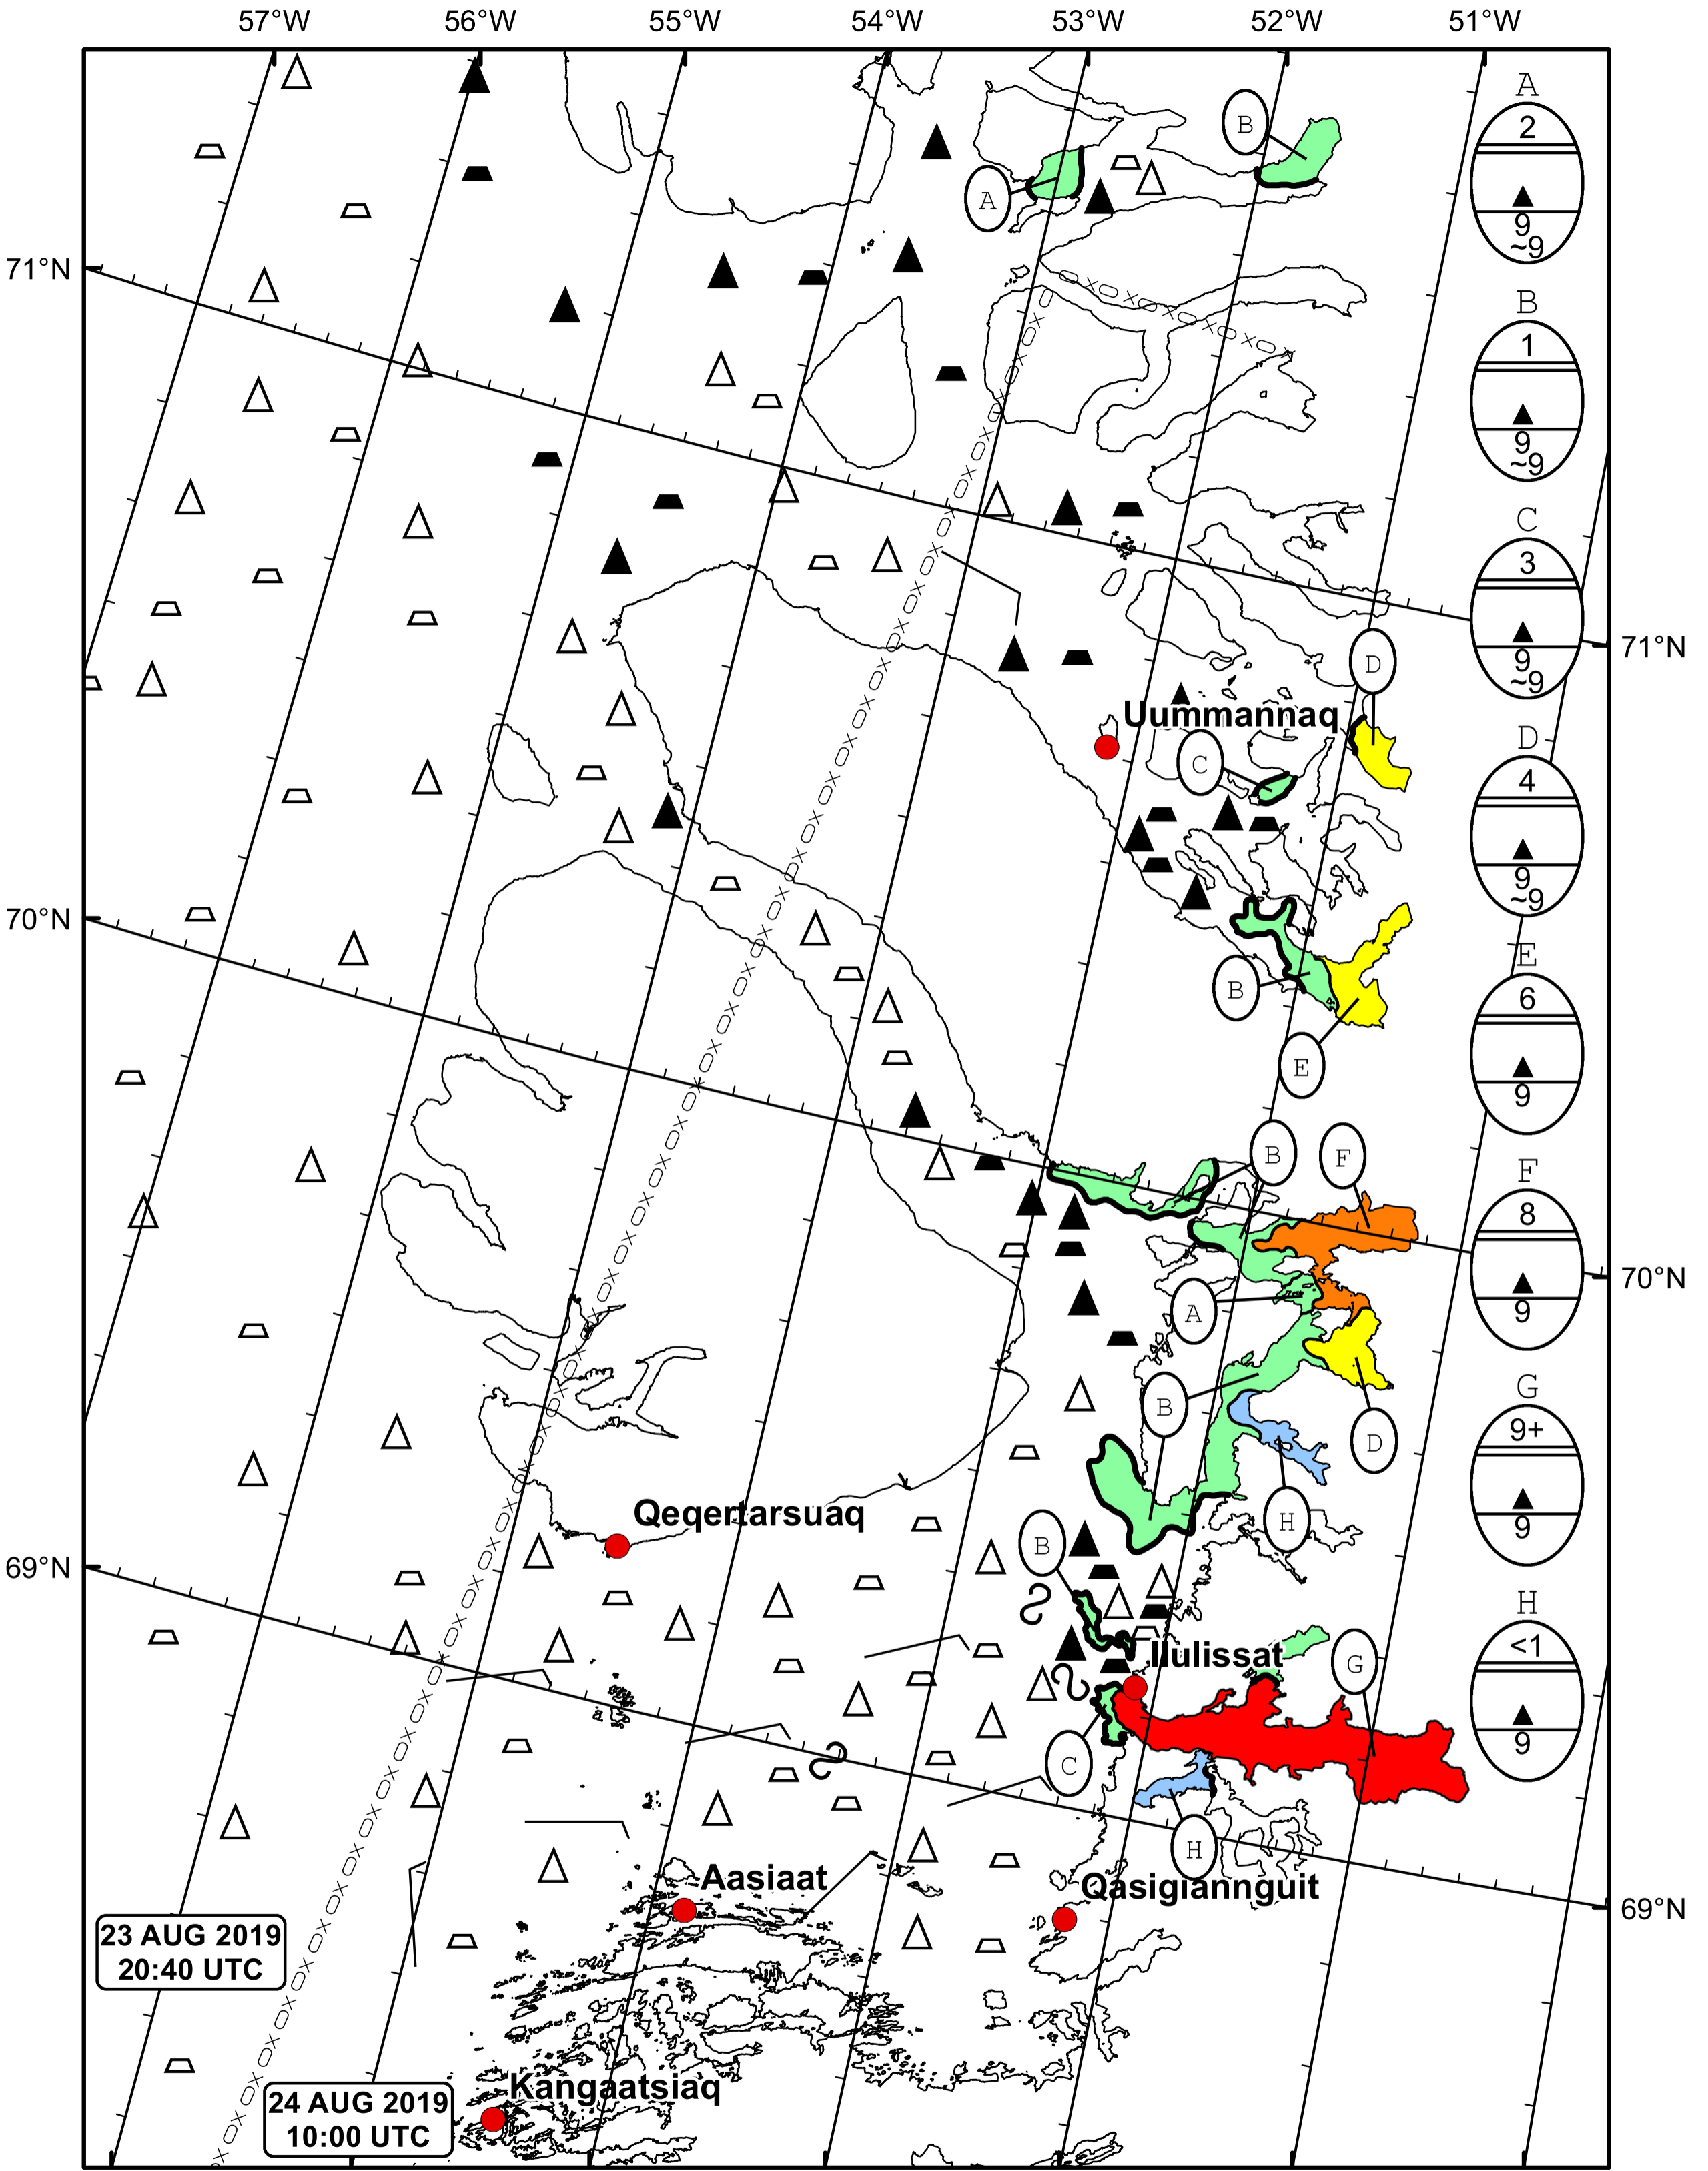 57°W 56°W 55°W 54°W 53°W 52°W 51°W
A
2
9
~9
B
A
71°N
B
1
9
~9
C
3
9
~9
71°N
D
Uummannaq
C
D
4
9
~9
70°N
B
E
E
6
9
B
F
F
8
9
70°N
A
B
D
G
9+
9
Qeqertarsuaq
H
B
69°N
H
<1
9
Ilulissat
G
C
H
Aasiaat
Qasigiannguit
69°N
23 AUG 2019
20:40 UTC
Kangaatsiaq
24 AUG 2019
10:00 UTC